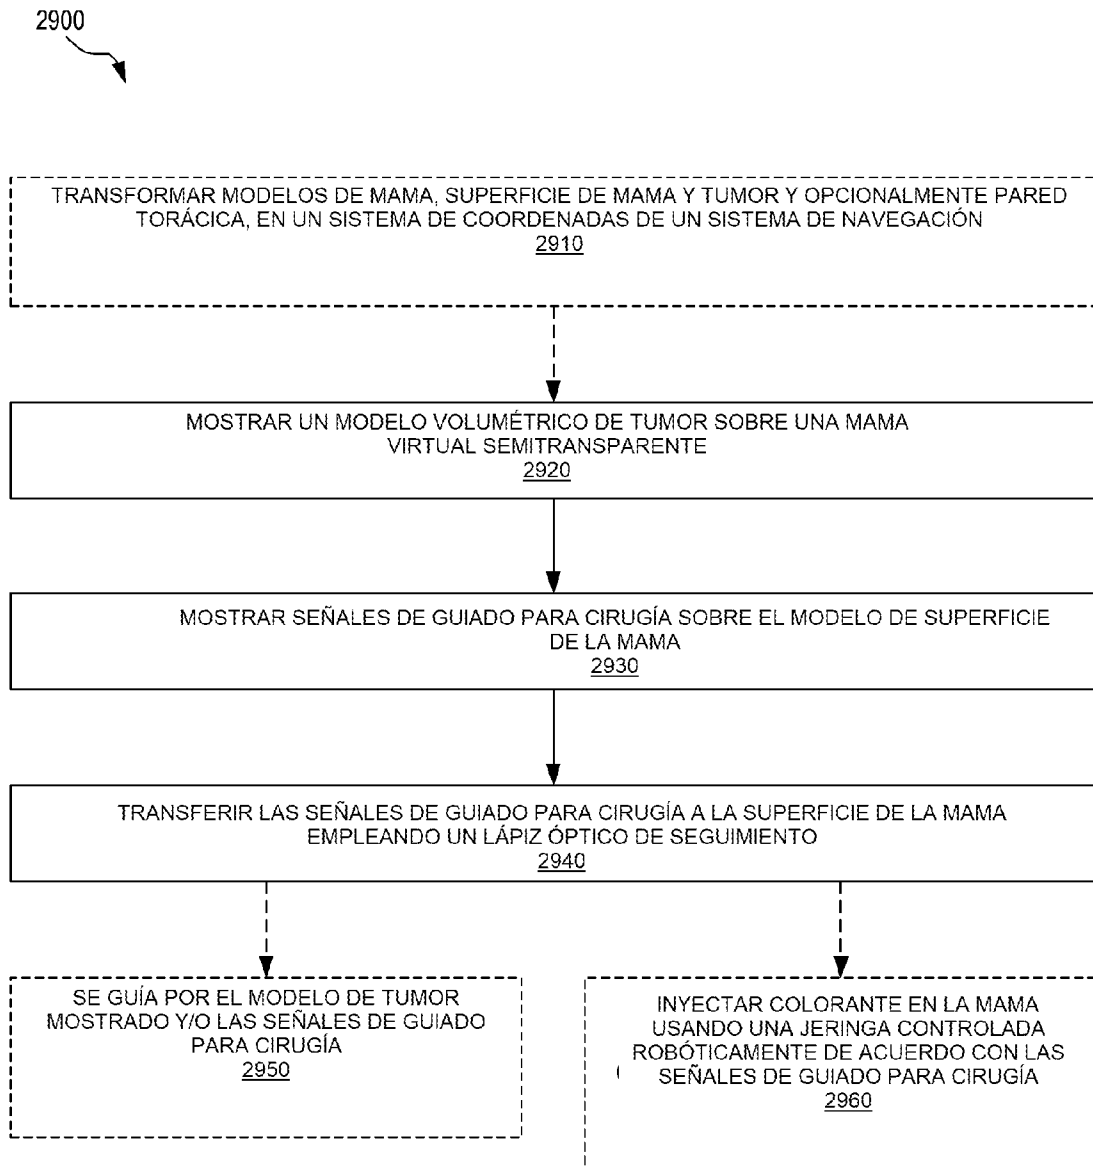 2900
TRANSFORMAR MODELOS DE MAMA, SUPERFICIE DE MAMA Y TUMOR Y OPCIONALMENTE PARED
TORÁCICA, EN UN SISTEMA DE COORDENADAS DE UN SISTEMA DE NAVEGACIÓN
2910
MOSTRAR UN MODELO VOLUMÉTRICO DE TUMOR SOBRE UNA MAMA
VIRTUAL SEMITRANSPARENTE
2920
MOSTRAR SEÑALES DE GUIADO PARA CIRUGÍA SOBRE EL MODELO DE SUPERFICIE
DE LA MAMA
2930
TRANSFERIR LAS SEÑALES DE GUIADO PARA CIRUGÍA A LA SUPERFICIE DE LA MAMA
EMPLEANDO UN LÁPIZ ÓPTICO DE SEGUIMIENTO
2940
SE GUÍA POR EL MODELO DE TUMOR
MOSTRADO Y/O LAS SEÑALES DE GUIADO
PARA CIRUGÍA
2950
INYECTAR COLORANTE EN LA MAMA
USANDO UNA JERINGA CONTROLADA
ROBÓTICAMENTE DE ACUERDO CON LAS
SEÑALES DE GUIADO PARA CIRUGÍA
2960